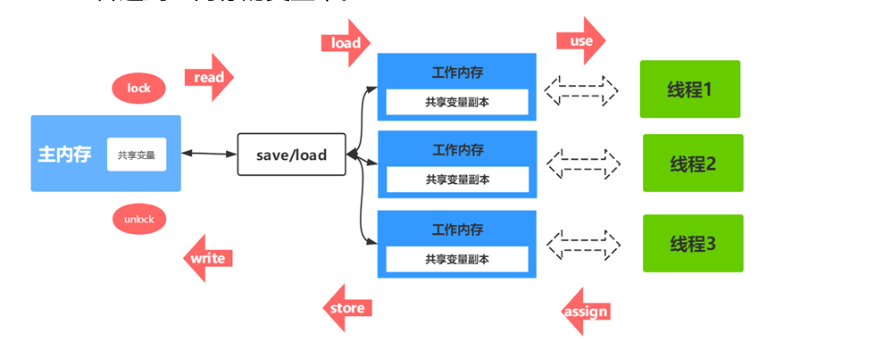 load
use
read
lock
工作内存
共享变量副本
线程1
主内存
共享变量
save/load
工作内存
共享变量副本
线程2
unlock
工作内存
共享变量副本
线程3
write
store
assign